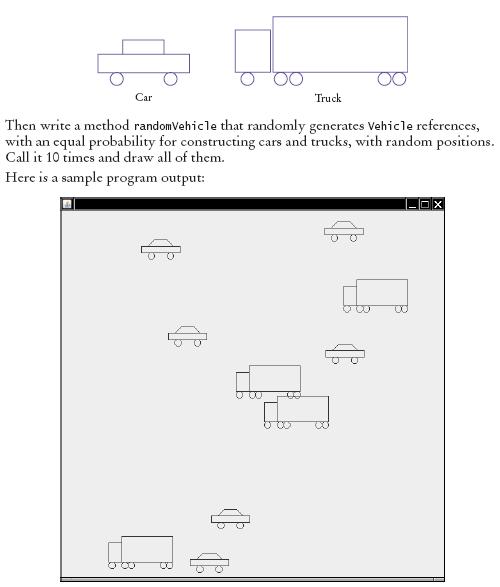 Car
Truck
Then write a method randomVehicle that randomly generates Vehicle references,
with an equal probability for constructing cars and trucks, with random positions.
Call it 10 times and draw all of them.
Here is a sample program output: